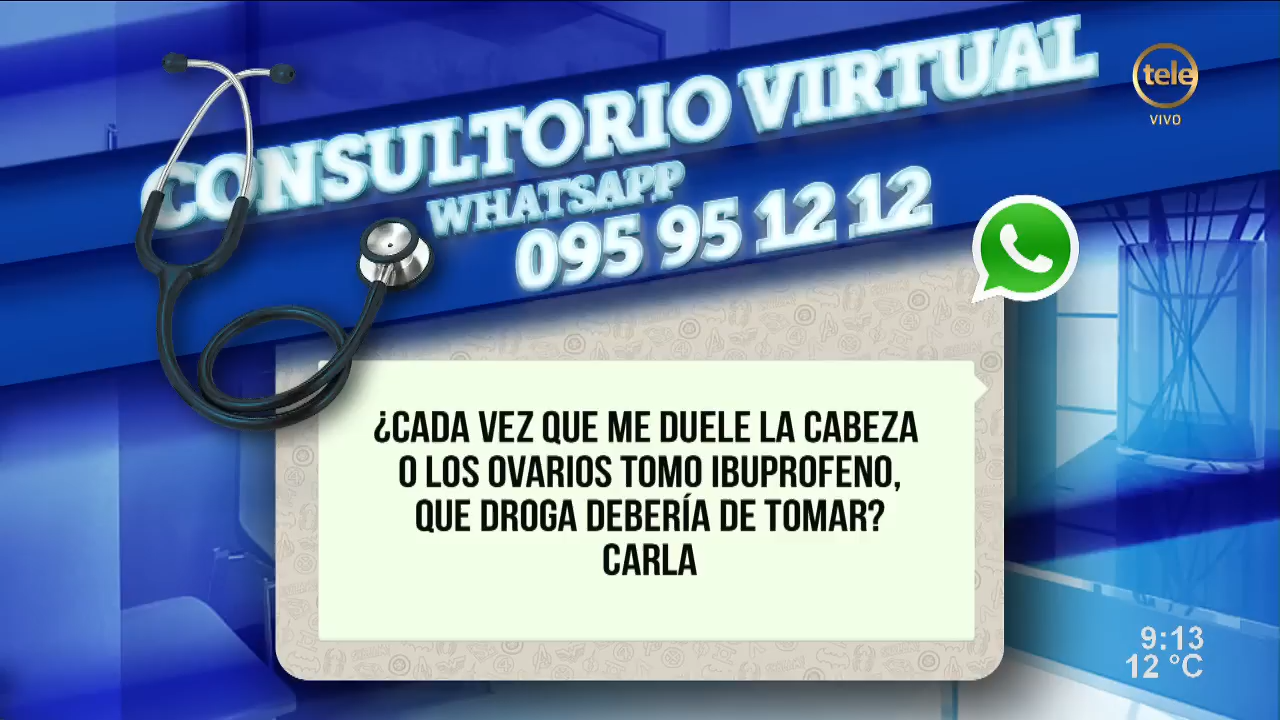 CONSULTORIO VIRTUAL
WHATSAPP
095 95 12 12
tele
VIVO
¿CADA VEZ QUE ME DUELE LA CABEZA
O LOS OVARIOS TOMO IBUPROFENO,
QUE DROGA DEBERÍA DE TOMAR?
CARLA
9:13
12 °C